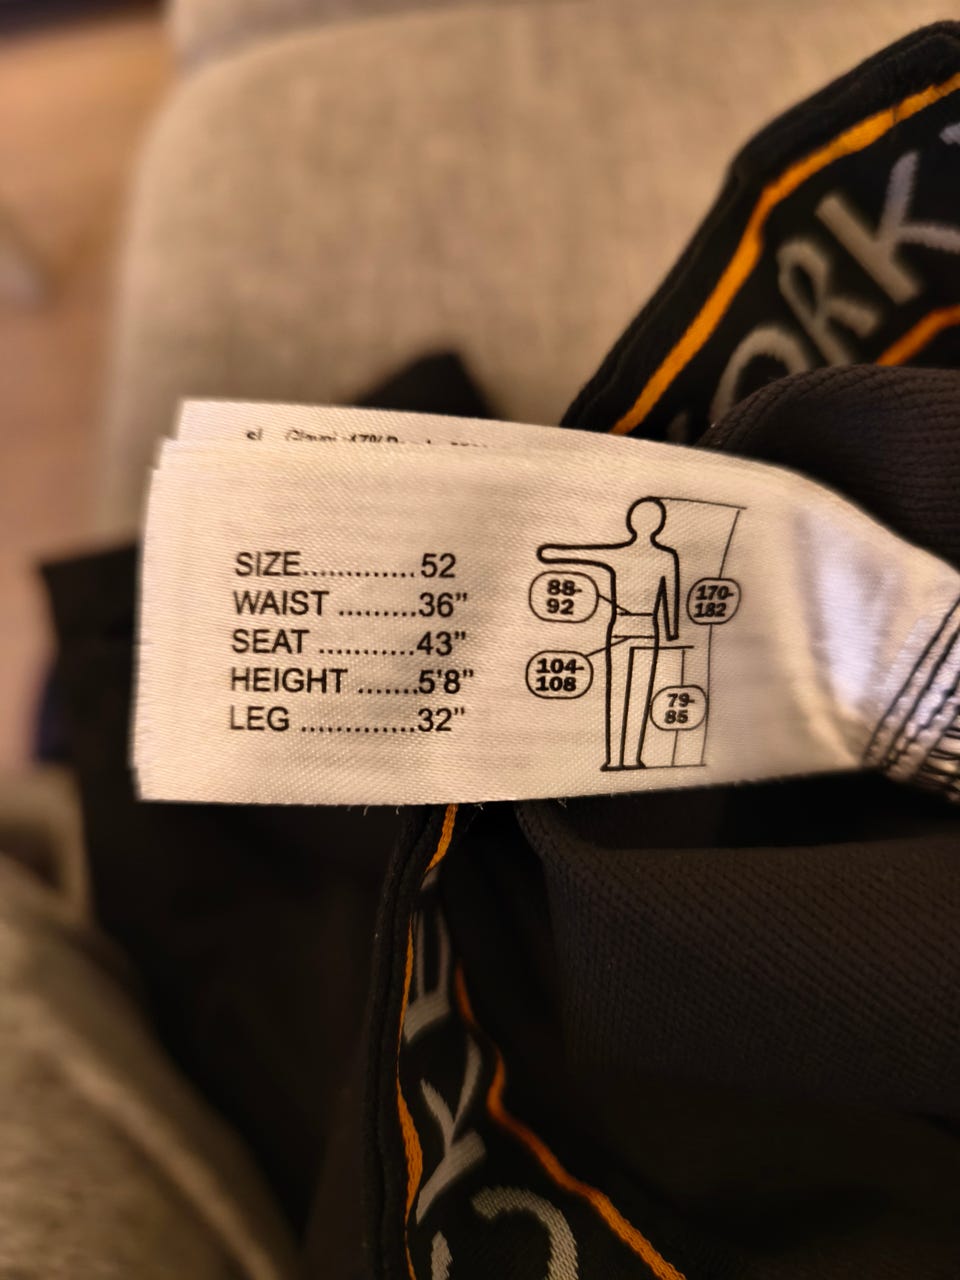 ORK
SIZE.............52
WAIST .........36"
SEAT ...........43"
HEIGHT .......5'8"
LEG .............32"
88-
92
170-
182
104-
108
79-
85